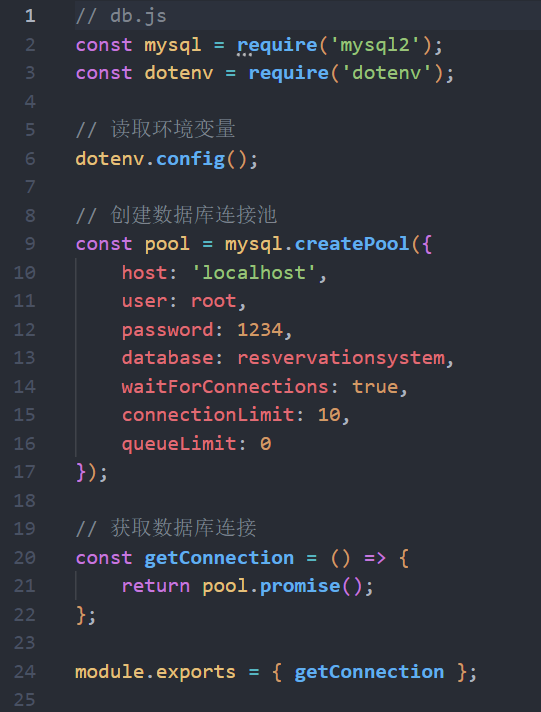 1 // db.js
2 const mysql = require('mysql2');
3 const dotenv = require('dotenv');
4
5 // 读取环境变量
6 dotenv.config();
7
8 // 创建数据库连接池
9 const pool = mysql.createPool({
10     host: 'localhost',
11     user: root,
12     password: 1234,
13     database: resvervationsystem,
14     waitForConnections: true,
15     connectionLimit: 10,
16     queueLimit: 0
17 });
18
19 // 获取数据库连接
20 const getConnection = () => {
21     return pool.promise();
22 };
23
24 module.exports = { getConnection };
25